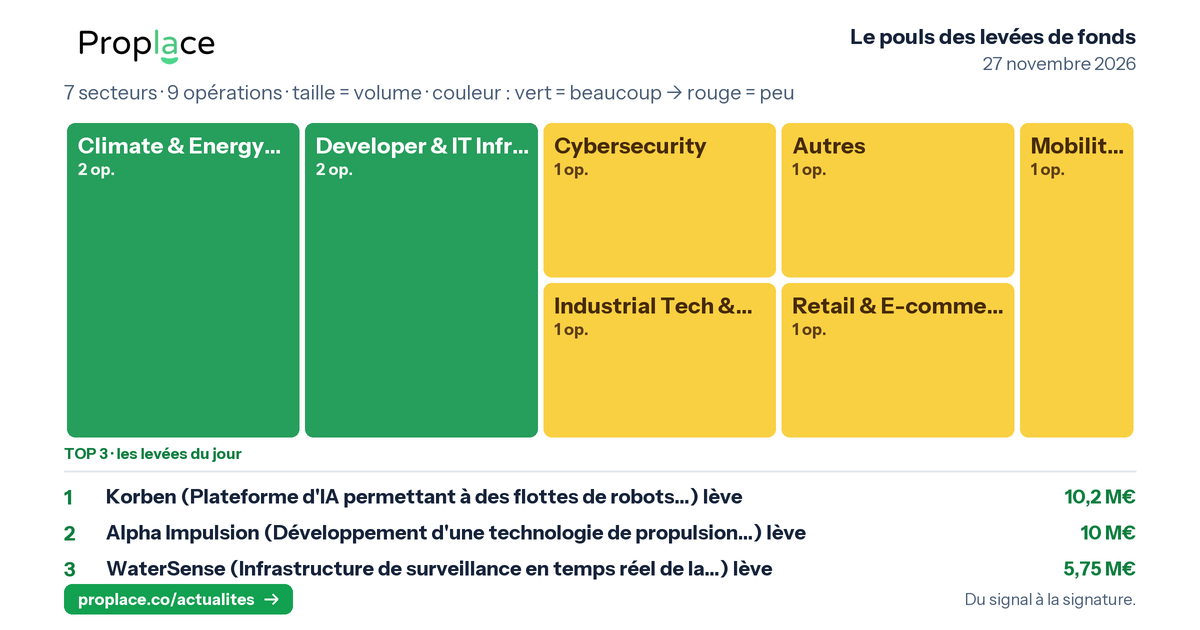 Proplace
Le pouls des levées de fonds
27 novembre 2026
7 secteurs · 9 opérations · taille = volume · couleur : vert = beaucoup → rouge = peu
Climate & Energy...
2 op.
Developer & IT Infr...
2 op.
Cybersecurity
1 op.
Autres
1 op.
Mobilit...
1 op.
Industrial Tech &...
1 op.
Retail & E-comme...
1 op.
TOP 3 · les levées du jour
1 Korben (Plateforme d'IA permettant à des flottes de robots...) lève 10,2 M€
2 Alpha Impulsion (Développement d'une technologie de propulsion...) lève 10 M€
3 WaterSense (Infrastructure de surveillance en temps réel de la...) lève 5,75 M€
proplace.co/actualites →
Du signal à la signature.